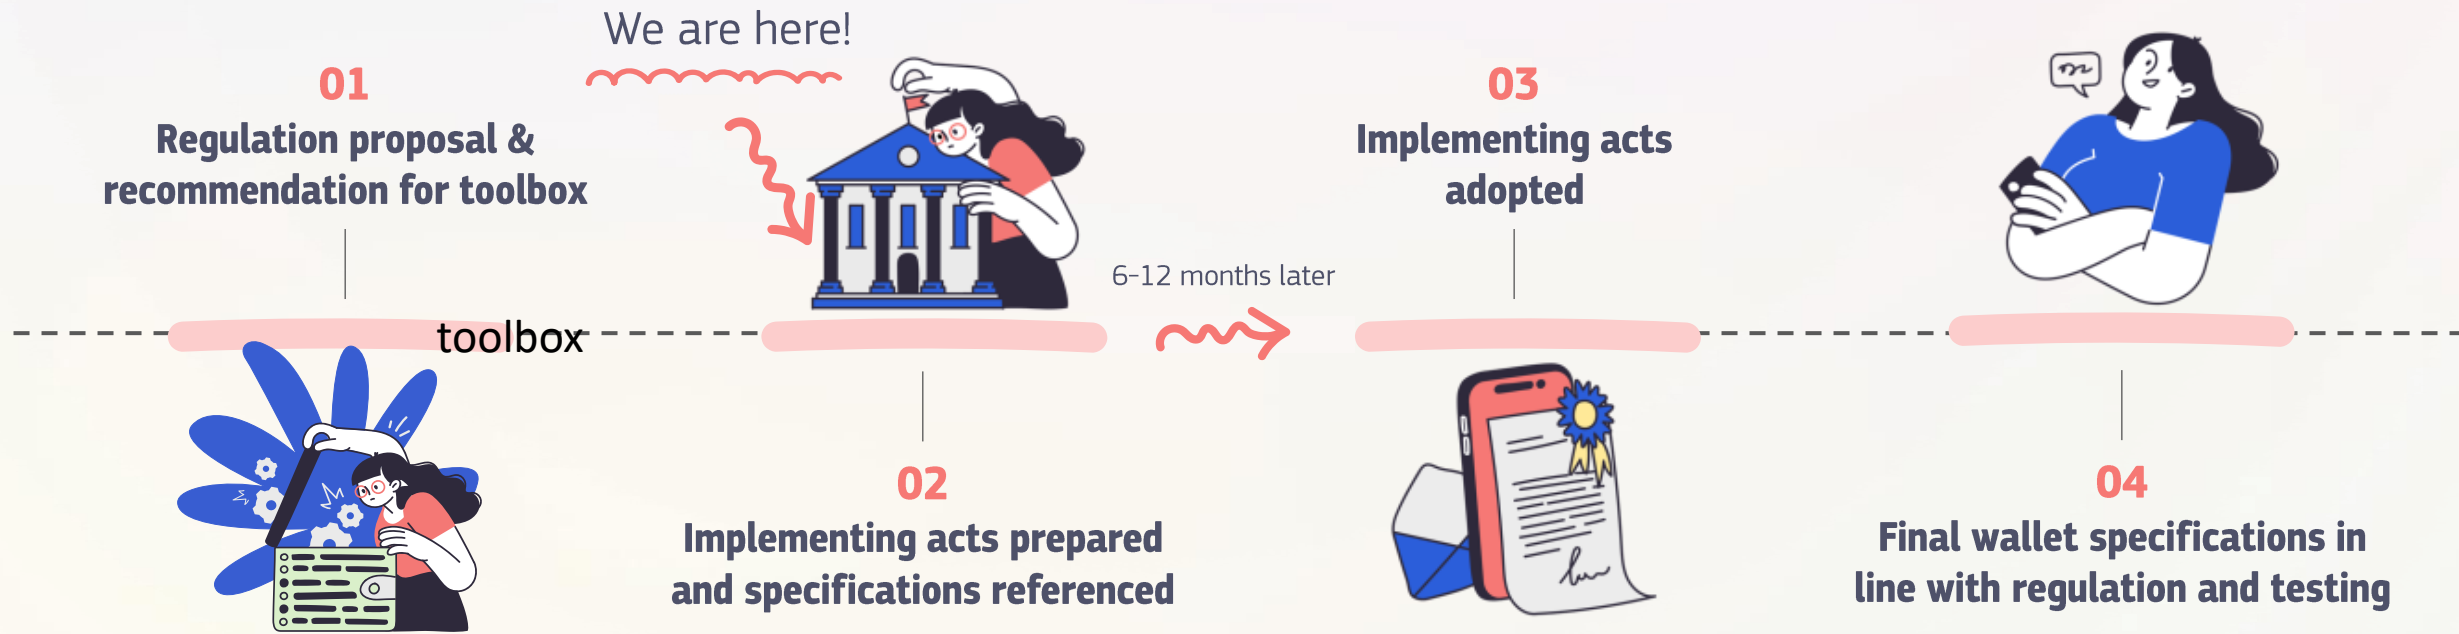 We are here!
01
Regulation proposal &
recommendation for toolbox
toolbox
02
Implementing acts prepared
and specifications referenced
6-12 months later
03
Implementing acts
adopted
04
Final wallet specifications in
line with regulation and testing